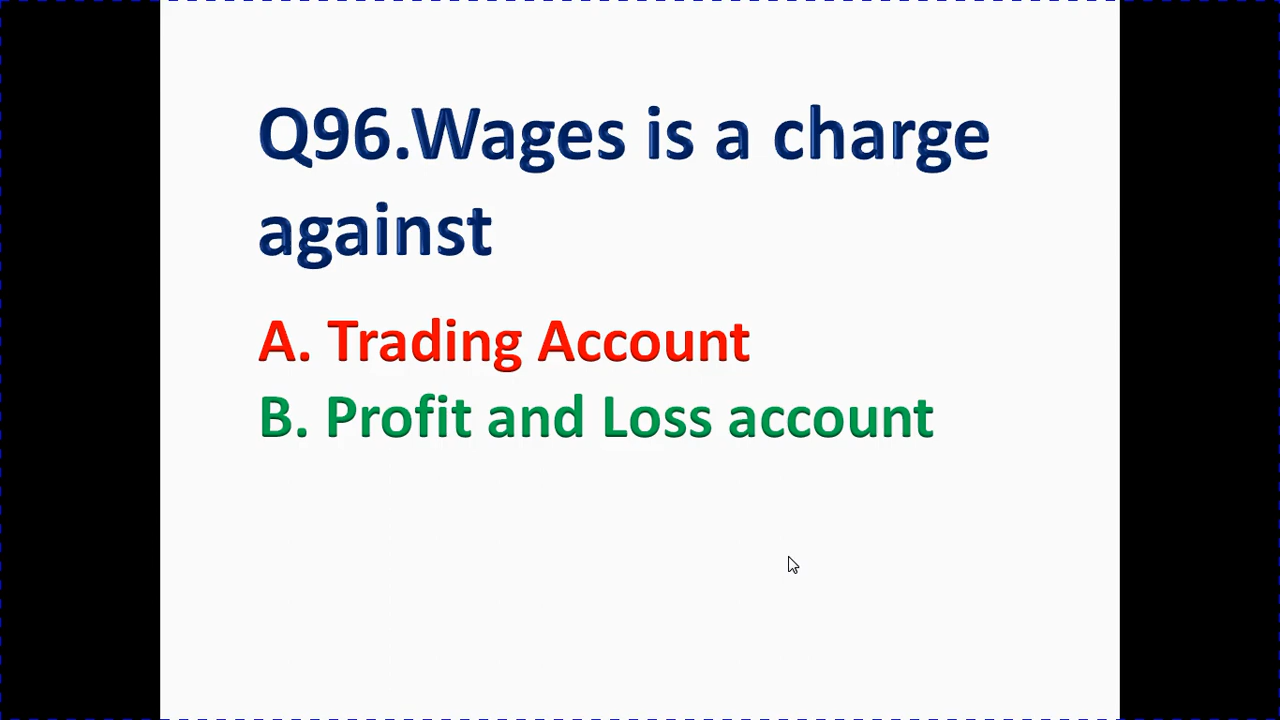 Q96.Wages is a charge
against
A. Trading Account
B. Profit and Loss account